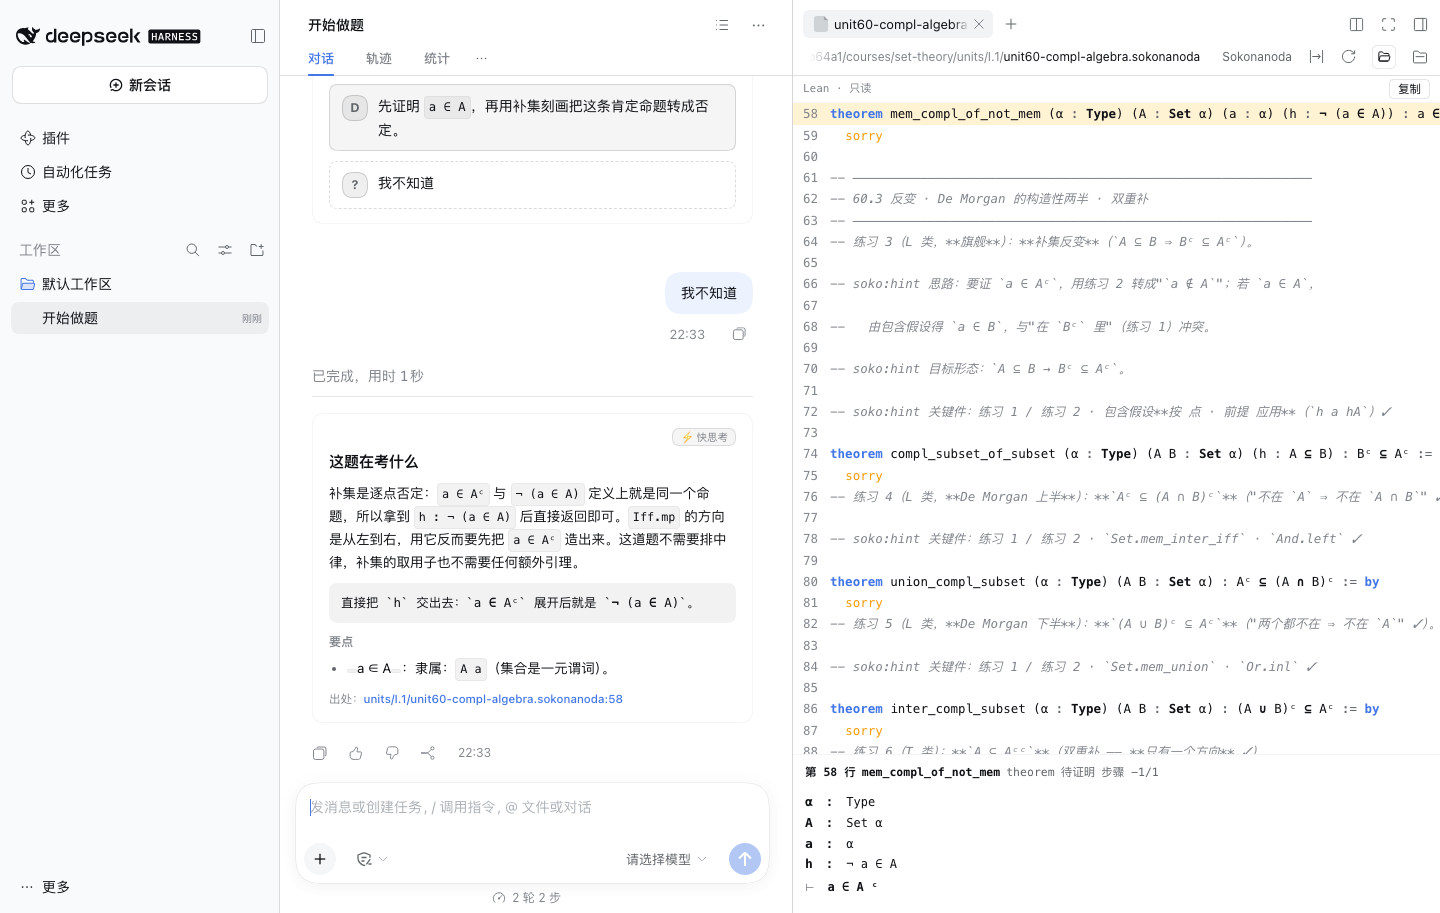 deepseek HARNESS
新会话
插件
自动化任务
更多
工作区
默认工作区
开始做题
刚刚
更多
开始做题
对话
轨迹
统计
D
先证明 a ∈ A，再用补集刻画把这条肯定命题转成否
定。
?
我不知道
我不知道
22:33
已完成，用时 1 秒
⚡ 快思考
这题在考什么
补集是逐点否定：a ∈ Aᶜ 与 ¬ (a ∈ A) 定义上就是同一个命
题，所以拿到 h : ¬ (a ∈ A) 后直接返回即可。Iff.mp 的方向
是从左到右，用它反而要先把 a ∈ Aᶜ 造出来。这道题不需要排中
律，补集的取用子也不需要任何额外引理。
直接把 `h` 交出去：`a ∈ Aᶜ` 展开后就是 `¬ (a ∈ A)`。
要点
• a ∈ A ：隶属：A a（集合是一元谓词）。
出处：units/I.1/unit60-compl-algebra.sokonanoda:58
22:33
发消息或创建任务, / 调用指令, @ 文件或对话
请选择模型
2 轮 2 步
unit60-compl-algebra
64a1/courses/set-theory/units/I.1/unit60-compl-algebra.sokonanoda
Sokonanoda
Lean · 只读
复制
58 theorem mem_compl_of_not_mem (α : Type) (A : Set α) (a : α) (h : ¬ (a ∈ A)) : a ∈
59 sorry
60
61 -- ──────────────────────────────
62 -- 60.3 反变 · De Morgan 的构造性两半 · 双重补
63 -- ──────────────────────────────
64 -- 练习 3（L 类，**旗舰**）：**补集反变**（`A ⊆ B ⇒ Bᶜ ⊆ Aᶜ`）。
65
66 -- soko:hint 思路：要证 `a ∈ Aᶜ`，用练习 2 转成"`a ∉ A`"；若 `a ∈ A`，
67
68 --   由包含假设得 `a ∈ B`，与"在 `Bᶜ` 里"（练习 1）冲突。
69
70 -- soko:hint 目标形态：`A ⊆ B → Bᶜ ⊆ Aᶜ`。
71
72 -- soko:hint 关键件：练习 1 / 练习 2 · 包含假设**按 点 · 前提 应用**（`h a hA`）✓
73
74 theorem compl_subset_of_subset (α : Type) (A B : Set α) (h : A ⊆ B) : Bᶜ ⊆ Aᶜ :=
75 sorry
76 -- 练习 4（L 类，**De Morgan 上半**）：**`Aᶜ ⊆ (A ∩ B)ᶜ`**（"不在 `A` ⇒ 不在 `A ∩ B`" ✓
77
78 -- soko:hint 关键件：练习 1 / 练习 2 · `Set.mem_inter_iff` · `And.left` ✓
79
80 theorem union_compl_subset (α : Type) (A B : Set α) : Aᶜ ⊆ (A ∩ B)ᶜ := by
81 sorry
82 -- 练习 5（L 类，**De Morgan 下半**）：**`(A ∪ B)ᶜ ⊆ Aᶜ`**（"两个都不在 ⇒ 不在 `A`" ✓）。
83
84 -- soko:hint 关键件：练习 1 / 练习 2 · `Set.mem_union` · `Or.inl` ✓
85
86 theorem inter_compl_subset (α : Type) (A B : Set α) : (A ∪ B)ᶜ ⊆ Aᶜ := by
87 sorry
88 -- 练习 6（T 类）：**`A ⊆ Aᶜᶜ`**（双重补 —— **只有一个方向** ✓）
第 58 行 mem_compl_of_not_mem theorem 待证明 步骤 −1/1
α : Type
A : Set α
a : α
h : ¬ a ∈ A
⊢ a ∈ A ᶜ